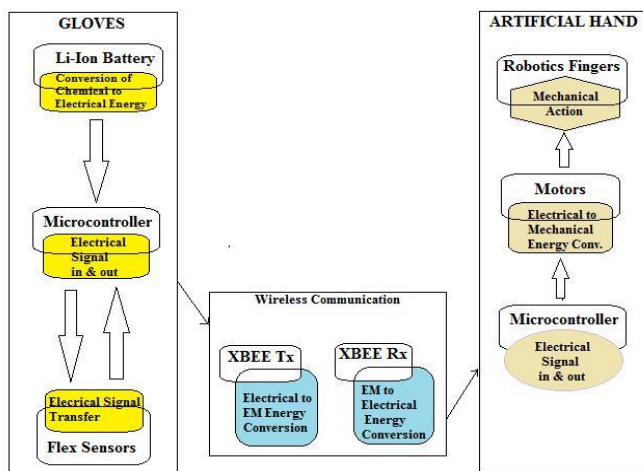 GLOVES
Li-Ion Battery
Conversion of
Chemical to
Electrical Energy
Microcontroller
Electrical
Signal
in & out
Elecrical Signal
Transfer
Flex Sensors
Wireless Communication
XBEE Tx
Electrical to
EM Energy
Conversion
XBEE Rx
EM to
Electrical
Energy
Conversion
ARTIFICIAL HAND
Robotics Fingers
Mechanical
Action
Motors
Electrical to
Mechanical
Energy Conv.
Microcontroller
Electrical
Signal
in & out